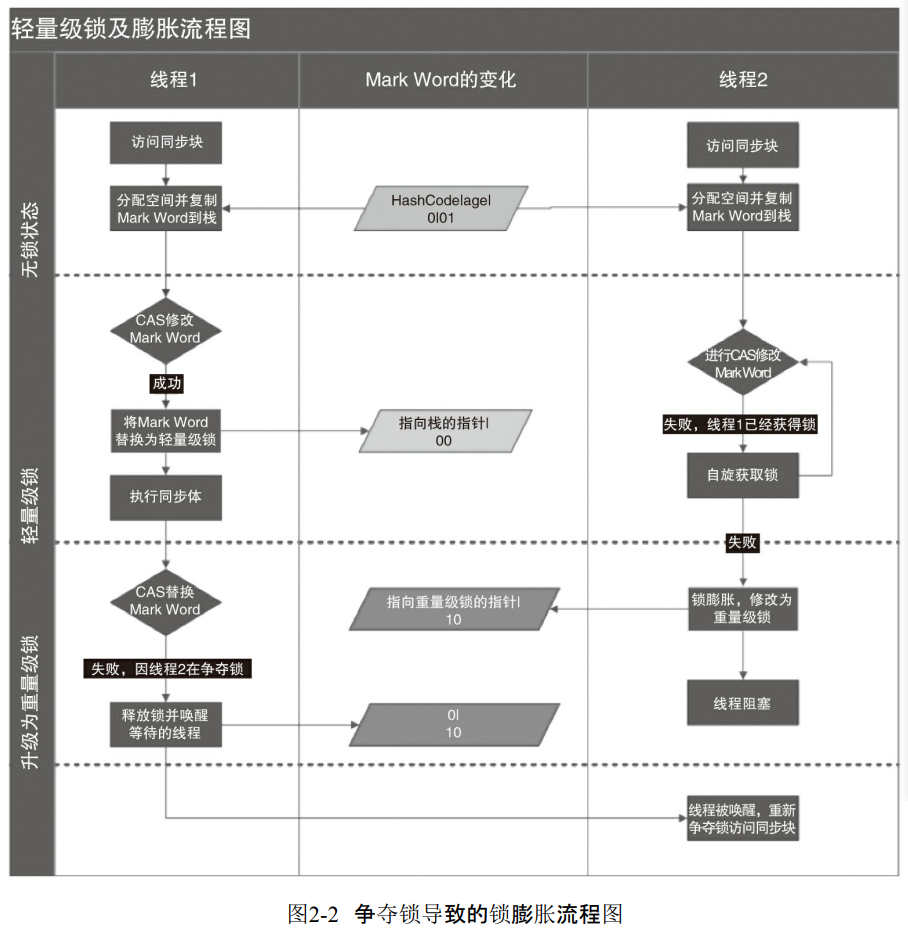 轻量级锁及膨胀流程图
线程1
Mark Word的变化
线程2
无锁状态
访问同步块
访问同步块
分配空间并复制
Mark Word到栈
HashCodelagel
0l01
分配空间并复制
Mark Word到栈
轻量级锁
CAS修改
Mark Word
成功
将Mark Word
替换为轻量级锁
执行同步体
指向栈的指针l
00
进行CAS修改
Mark Word
失败，线程1已经获得锁
自旋获取锁
失败
升级为重量级锁
CAS替换
Mark Word
失败，因线程2在争夺锁
释放锁并唤醒
等待的线程
指向重量级锁的指针l
10
0l
10
锁膨胀，修改为
重量级锁
线程阻塞
线程被唤醒，重新
争夺锁访问同步块
图2-2 争夺锁导致的锁膨胀流程图